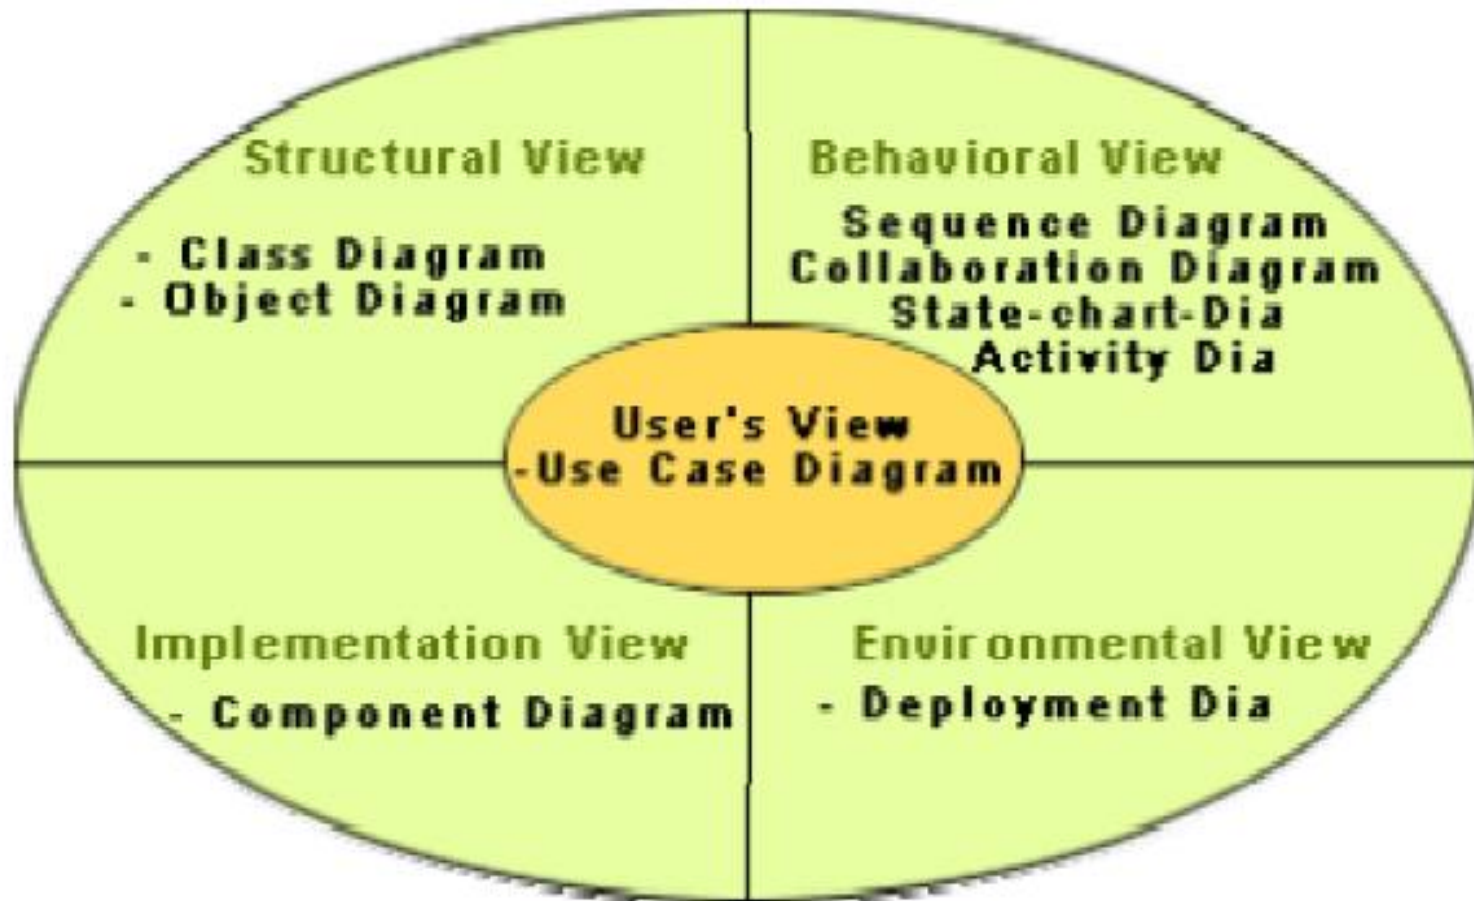 Structural View
- Class Diagram
- Object Diagram
Behavioral View
Sequence Diagram
Collaboration Diagram
State-chart-Dia
Activity Dia
User's View
-Use Case Diagram
Implementation View
- Component Diagram
Environmental View
- Deployment Dia